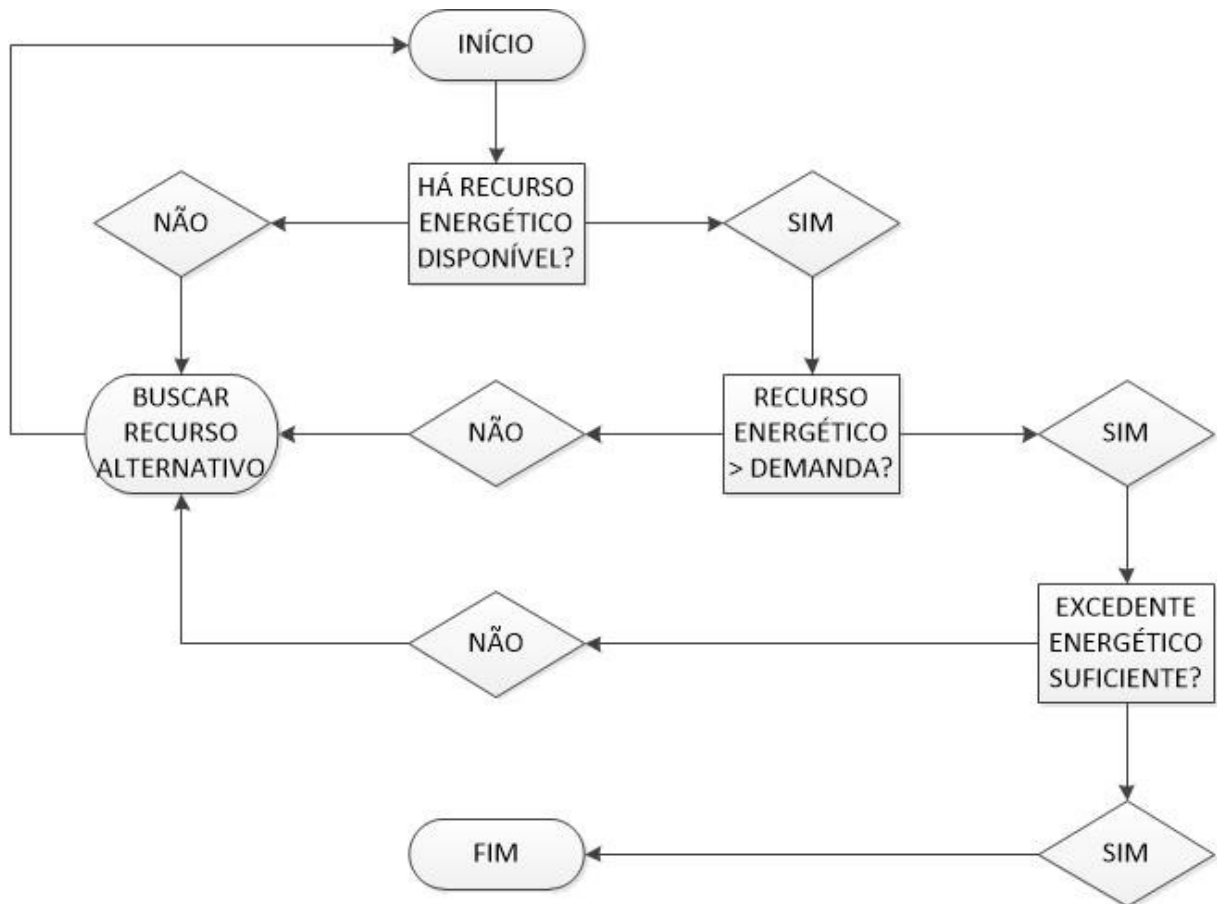 INÍCIO
HÁ RECURSO
ENERGÉTICO
DISPONÍVEL?
NÃO
SIM
BUSCAR
RECURSO
ALTERNATIVO
NÃO
RECURSO
ENERGÉTICO
> DEMANDA?
SIM
NÃO
EXCEDENTE
ENERGÉTICO
SUFICIENTE?
FIM
SIM